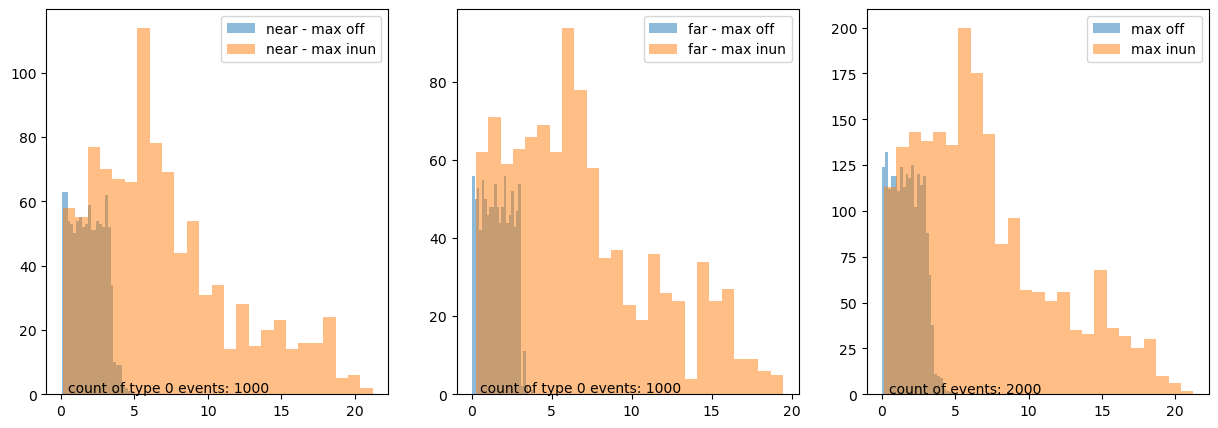 near - max off
near - max inun
100
80
60
40
20
0
count of type 0 events: 1000
0 5 10 15 20
far - max off
far - max inun
80
60
40
20
0
count of type 0 events: 1000
0 5 10 15 20
max off
max inun
200
175
150
125
100
75
50
25
0
count of events: 2000
0 5 10 15 20